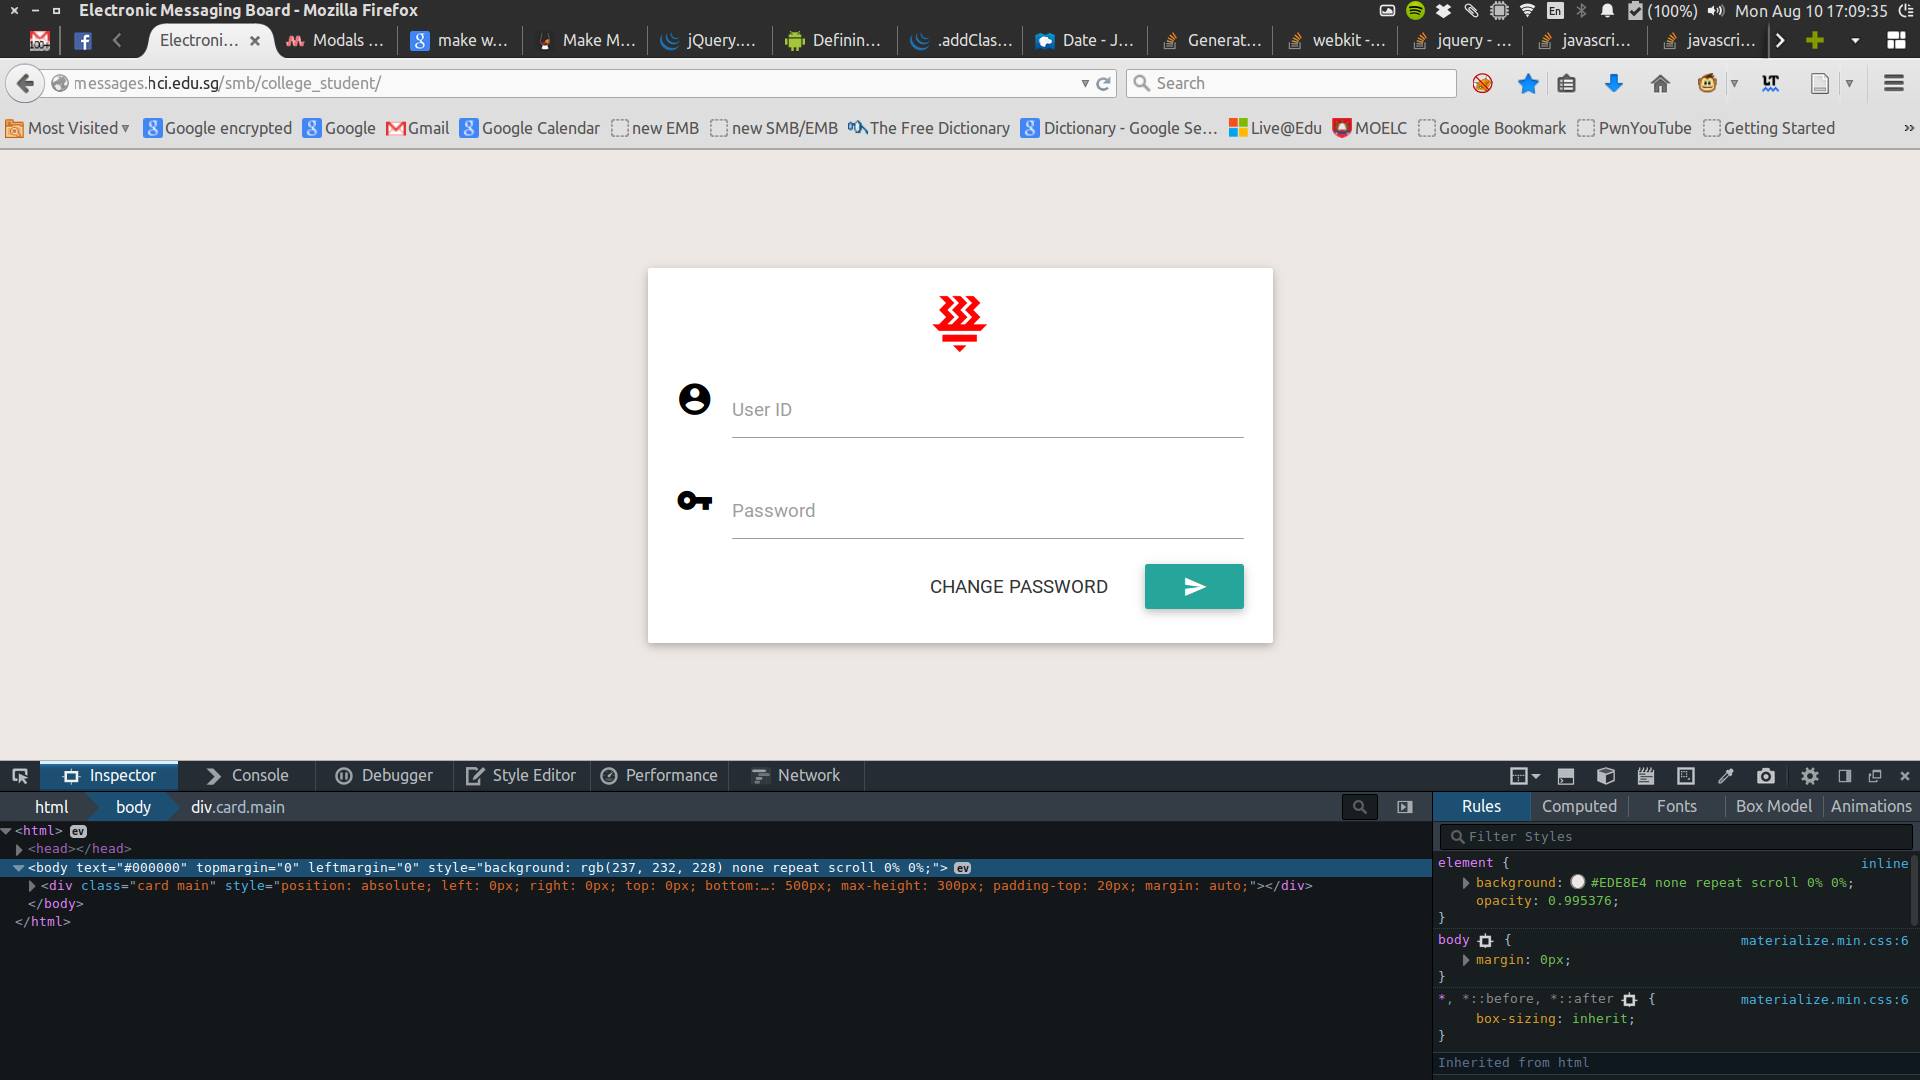 Electronic Messaging Board - Mozilla Firefox
En (100%) Mon Aug 10 17:09:35
Electroni... Modals ... make w... Make M... jQuery.... Definin... .addClas... Date - J... Generat... webkit -... jquery - ... javascri... javascri...
messages.hci.edu.sg/smb/college_student/ Search
Most Visited Google encrypted Google Gmail Google Calendar new EMB new SMB/EMB The Free Dictionary Dictionary - Google Se... Live@Edu MOELC Google Bookmark PwnYouTube Getting Started »
User ID
Password
CHANGE PASSWORD
Inspector Console Debugger Style Editor Performance Network
html body div.card.main
Rules Computed Fonts Box Model Animations
<html> ev
<head></head>
<body text="#000000" topmargin="0" leftmargin="0" style="background: rgb(237, 232, 228) none repeat scroll 0% 0%;"> ev
<div class="card main" style="position: absolute; left: 0px; right: 0px; top: 0px; bottom:…: 500px; max-height: 300px; padding-top: 20px; margin: auto;"></div>
</body>
</html>
Filter Styles
element { inline
background: #EDE8E4 none repeat scroll 0% 0%;
opacity: 0.995376;
}
body { materialize.min.css:6
margin: 0px;
}
*, *::before, *::after { materialize.min.css:6
box-sizing: inherit;
}
Inherited from html